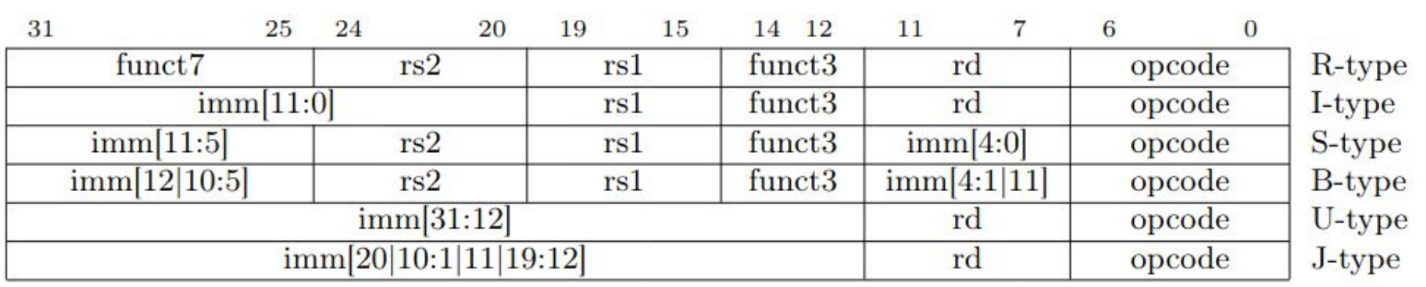 31 25 24 20 19 15 14 12 11 7 6 0
funct7 rs2 rs1 funct3 rd opcode R-type
imm[11:0] rs1 funct3 rd opcode I-type
imm[11:5] rs2 rs1 funct3 imm[4:0] opcode S-type
imm[12|10:5] rs2 rs1 funct3 imm[4:1|11] opcode B-type
imm[31:12] rd opcode U-type
imm[20|10:1|11|19:12] rd opcode J-type